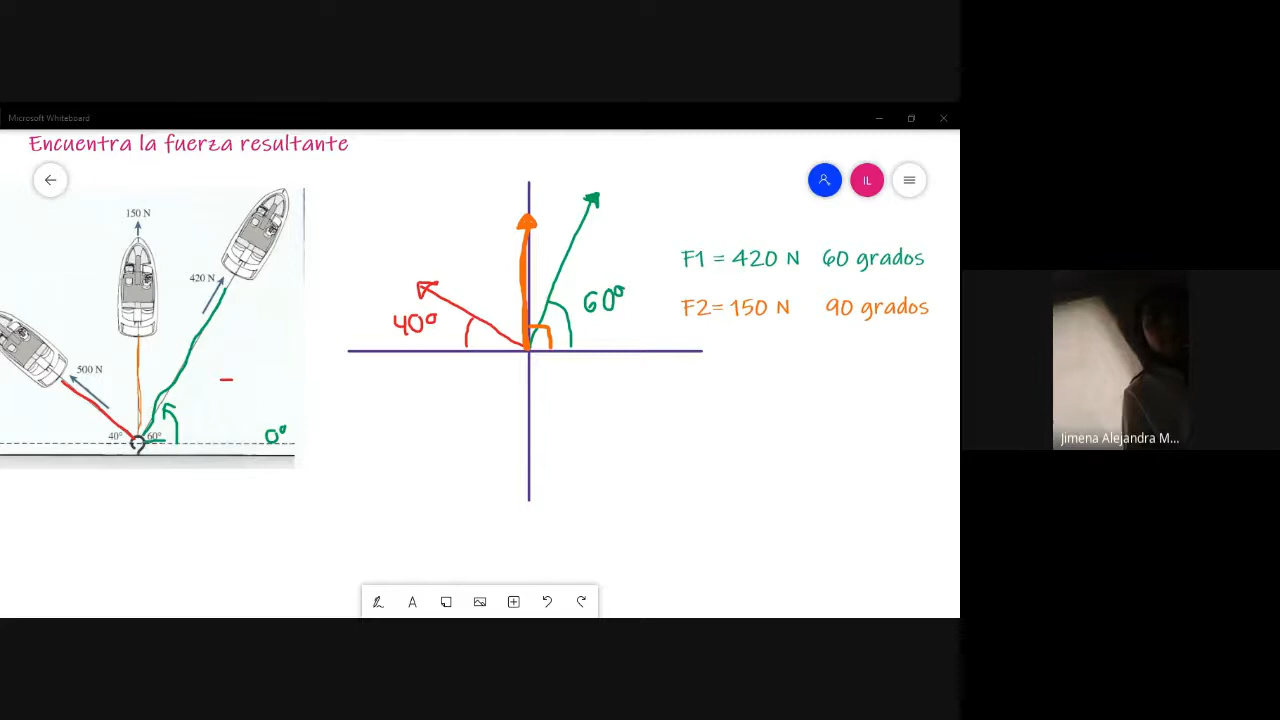 Microsoft Whiteboard
Encuentra la fuerza resultante
IL
150 N
420 N
500 N
40°
60°
0°
40°
60°
F1 = 420 N 60 grados
F2= 150 N 90 grados
A
Jimena Alejandra M...